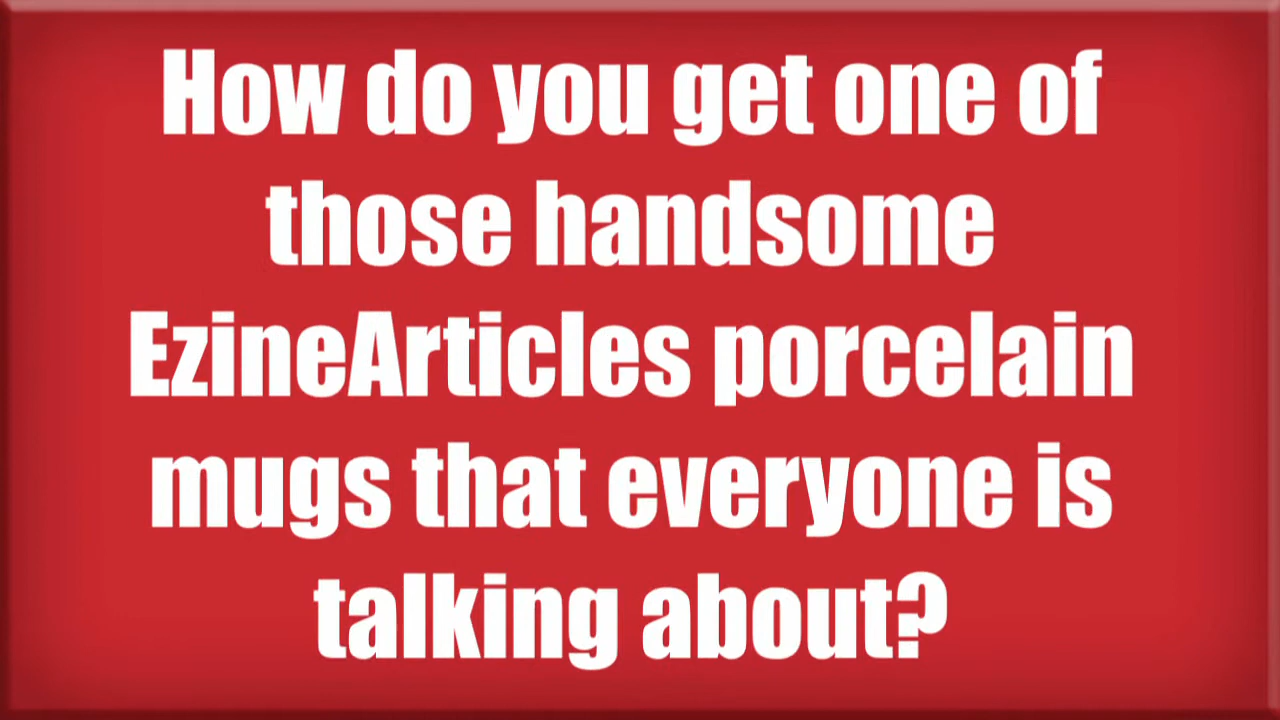 How do you get one of
those handsome
EzineArticles porcelain
mugs that everyone is
talking about?